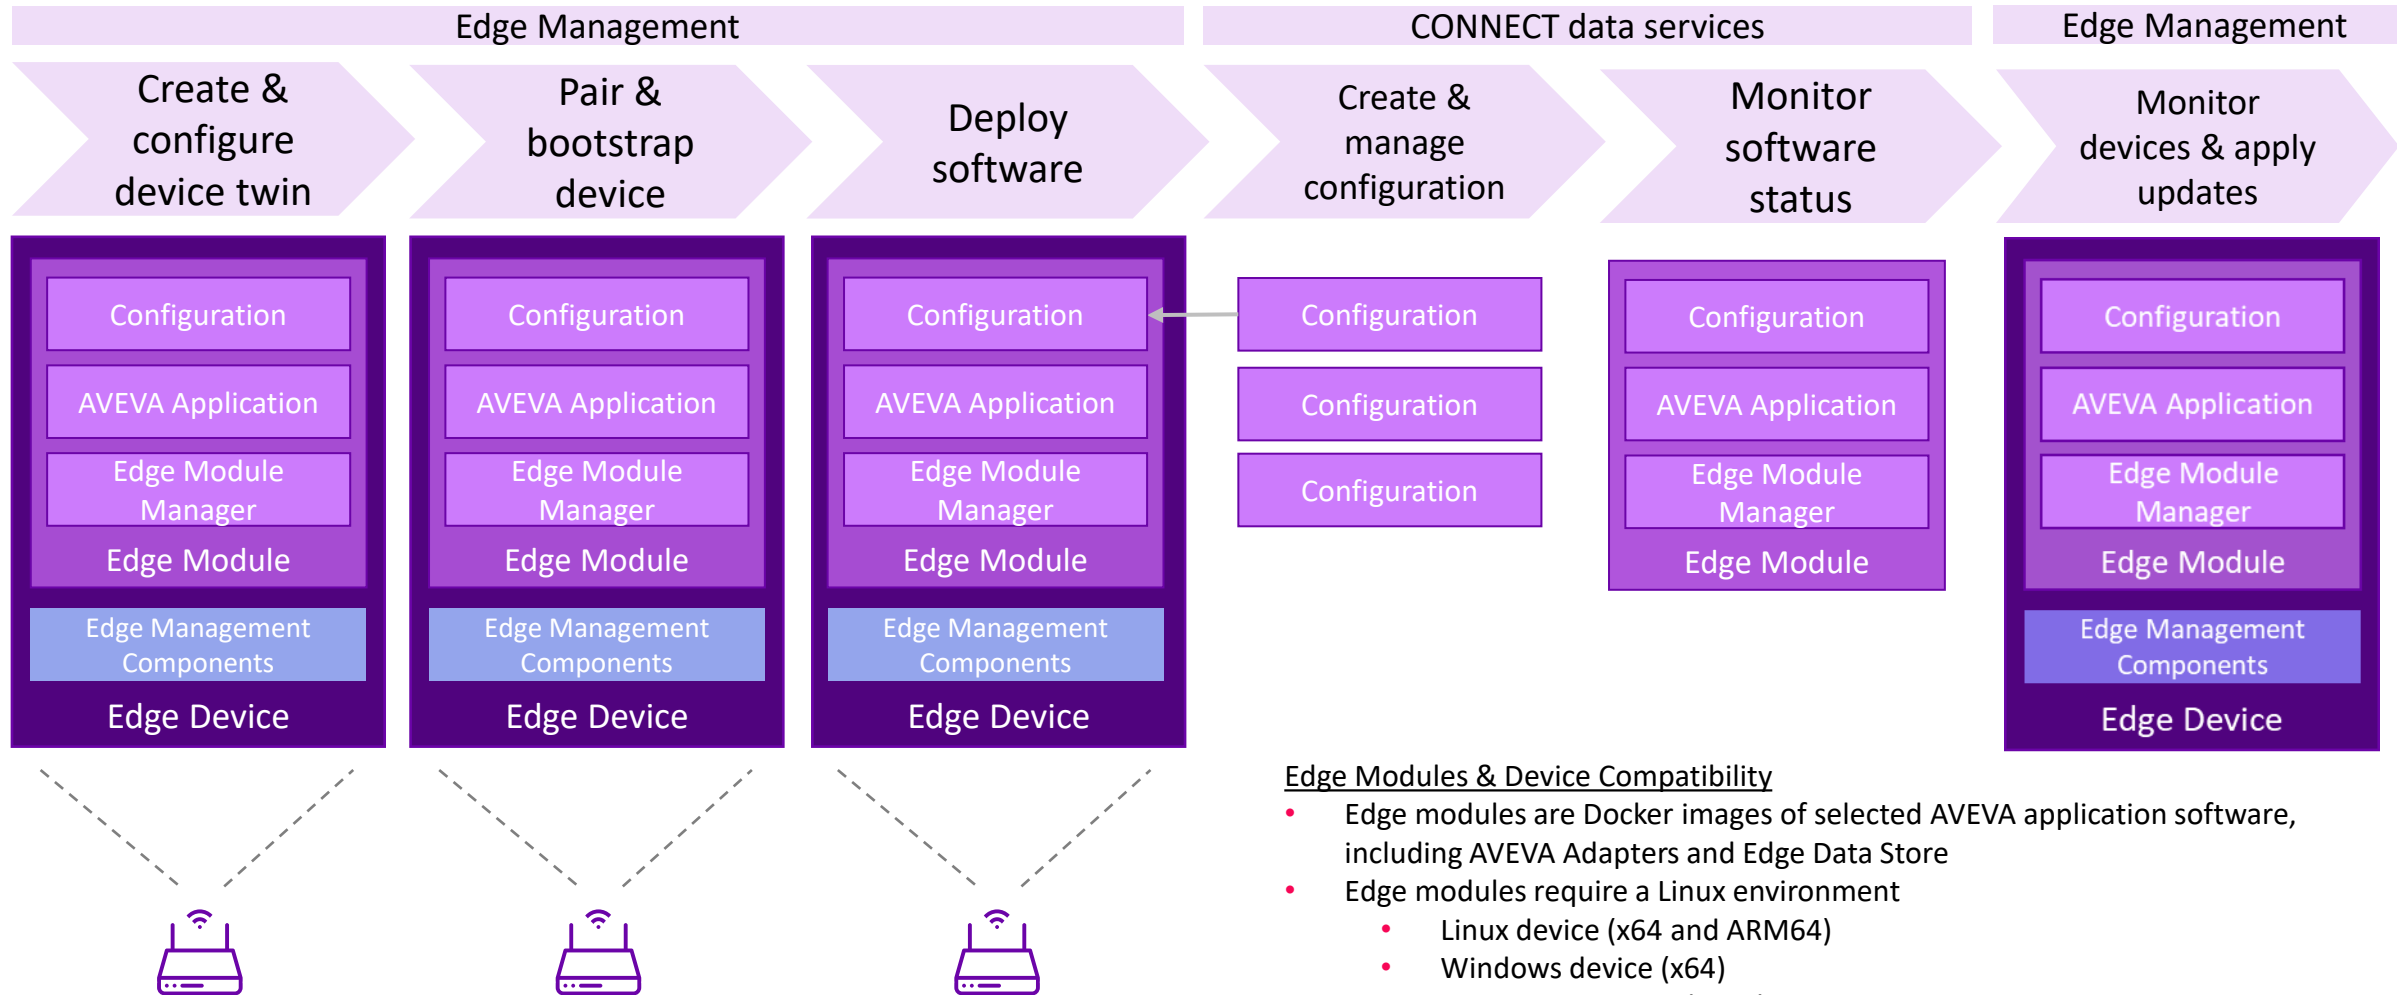 Edge Management
CONNECT data services
Edge Management
Create &
configure
device twin
Pair &
bootstrap
device
Deploy
software
Create &
manage
configuration
Monitor
software
status
Monitor
devices & apply
updates
Configuration
AVEVA Application
Edge Module
Manager
Edge Module
Edge Management
Components
Edge Device
Configuration
AVEVA Application
Edge Module
Manager
Edge Module
Edge Management
Components
Edge Device
Configuration
AVEVA Application
Edge Module
Manager
Edge Module
Edge Management
Components
Edge Device
Configuration
Configuration
Configuration
Configuration
AVEVA Application
Edge Module
Manager
Edge Module
Configuration
AVEVA Application
Edge Module
Manager
Edge Module
Edge Management
Components
Edge Device
Edge Modules & Device Compatibility
• Edge modules are Docker images of selected AVEVA application software,
including AVEVA Adapters and Edge Data Store
• Edge modules require a Linux environment
• Linux device (x64 and ARM64)
• Windows device (x64)